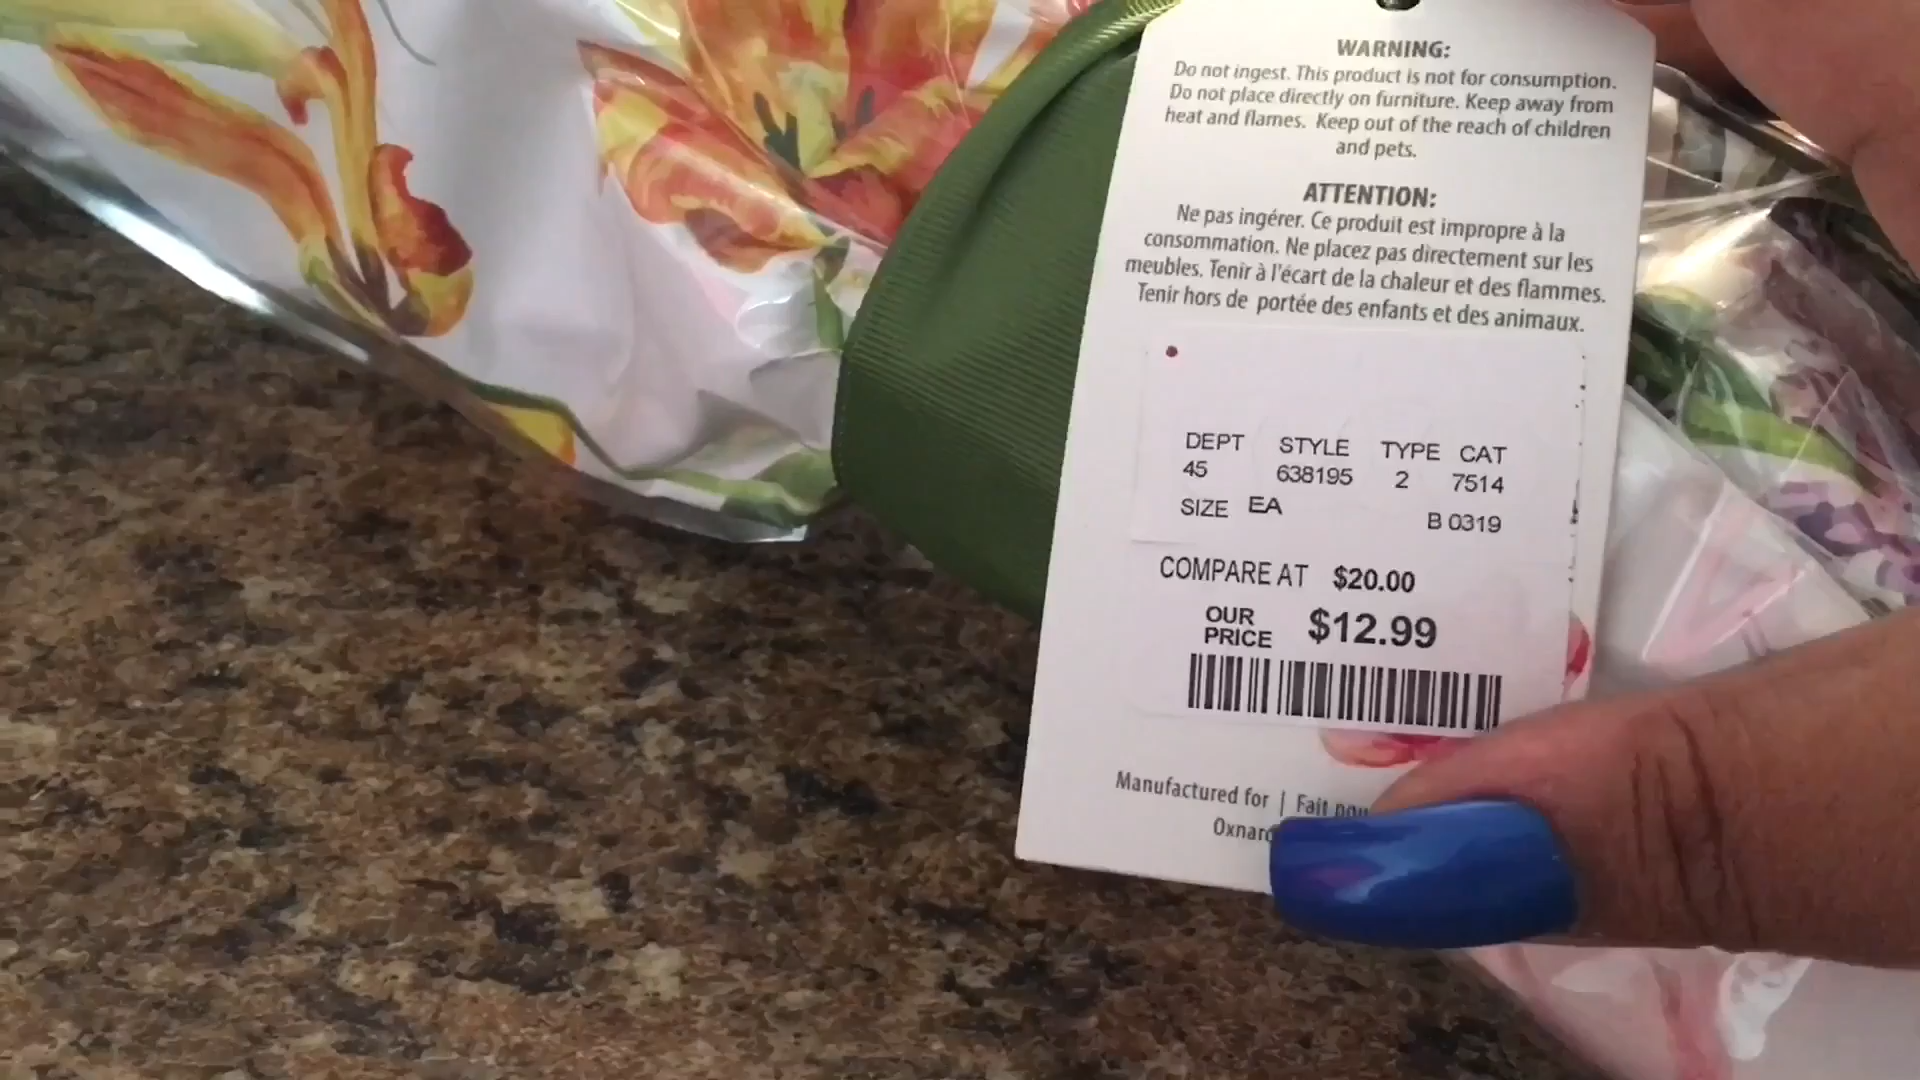 WARNING:
Do not ingest. This product is not for consumption.
Do not place directly on furniture. Keep away from
heat and flames. Keep out of the reach of children
and pets.
ATTENTION:
Ne pas ingérer. Ce produit est impropre à la
consommation. Ne placez pas directement sur les
meubles. Tenir à l'écart de la chaleur et des flammes.
Tenir hors de portée des enfants et des animaux.
DEPT STYLE TYPE CAT
45 638195 2 7514
SIZE EA
B 0319
COMPARE AT $20.00
OUR
PRICE $12.99
Manufactured for | Fait